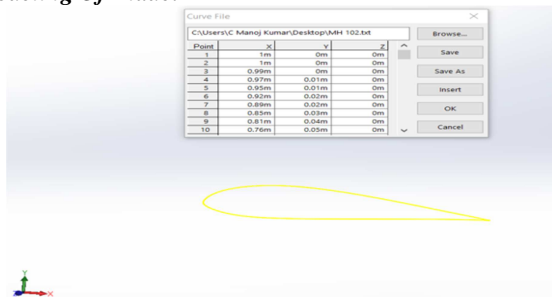 Curve File
C:\Users\C Manoj Kumar\Desktop\MH 102.txt Browse...
Point X Y Z
1 1m 0m 0m
2 1m 0m 0m
3 0.99m 0m 0m
4 0.97m 0.01m 0m
5 0.95m 0.01m 0m
6 0.92m 0.02m 0m
7 0.89m 0.02m 0m
8 0.85m 0.03m 0m
9 0.81m 0.04m 0m
10 0.76m 0.05m 0m
Save
Save As
Insert
OK
Cancel
Y
X